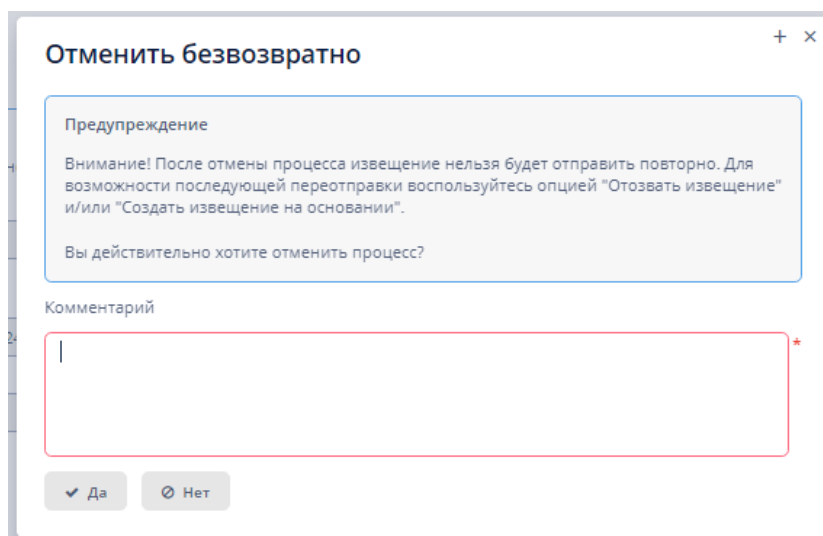 Отменить безвозвратно
Предупреждение
Внимание! После отмены процесса извещение нельзя будет отправить повторно. Для
возможности последующей переотправки воспользуйтесь опцией "Отозвать извещение"
и/или "Создать извещение на основании".
Вы действительно хотите отменить процесс?
Комментарий
*
Да
Нет